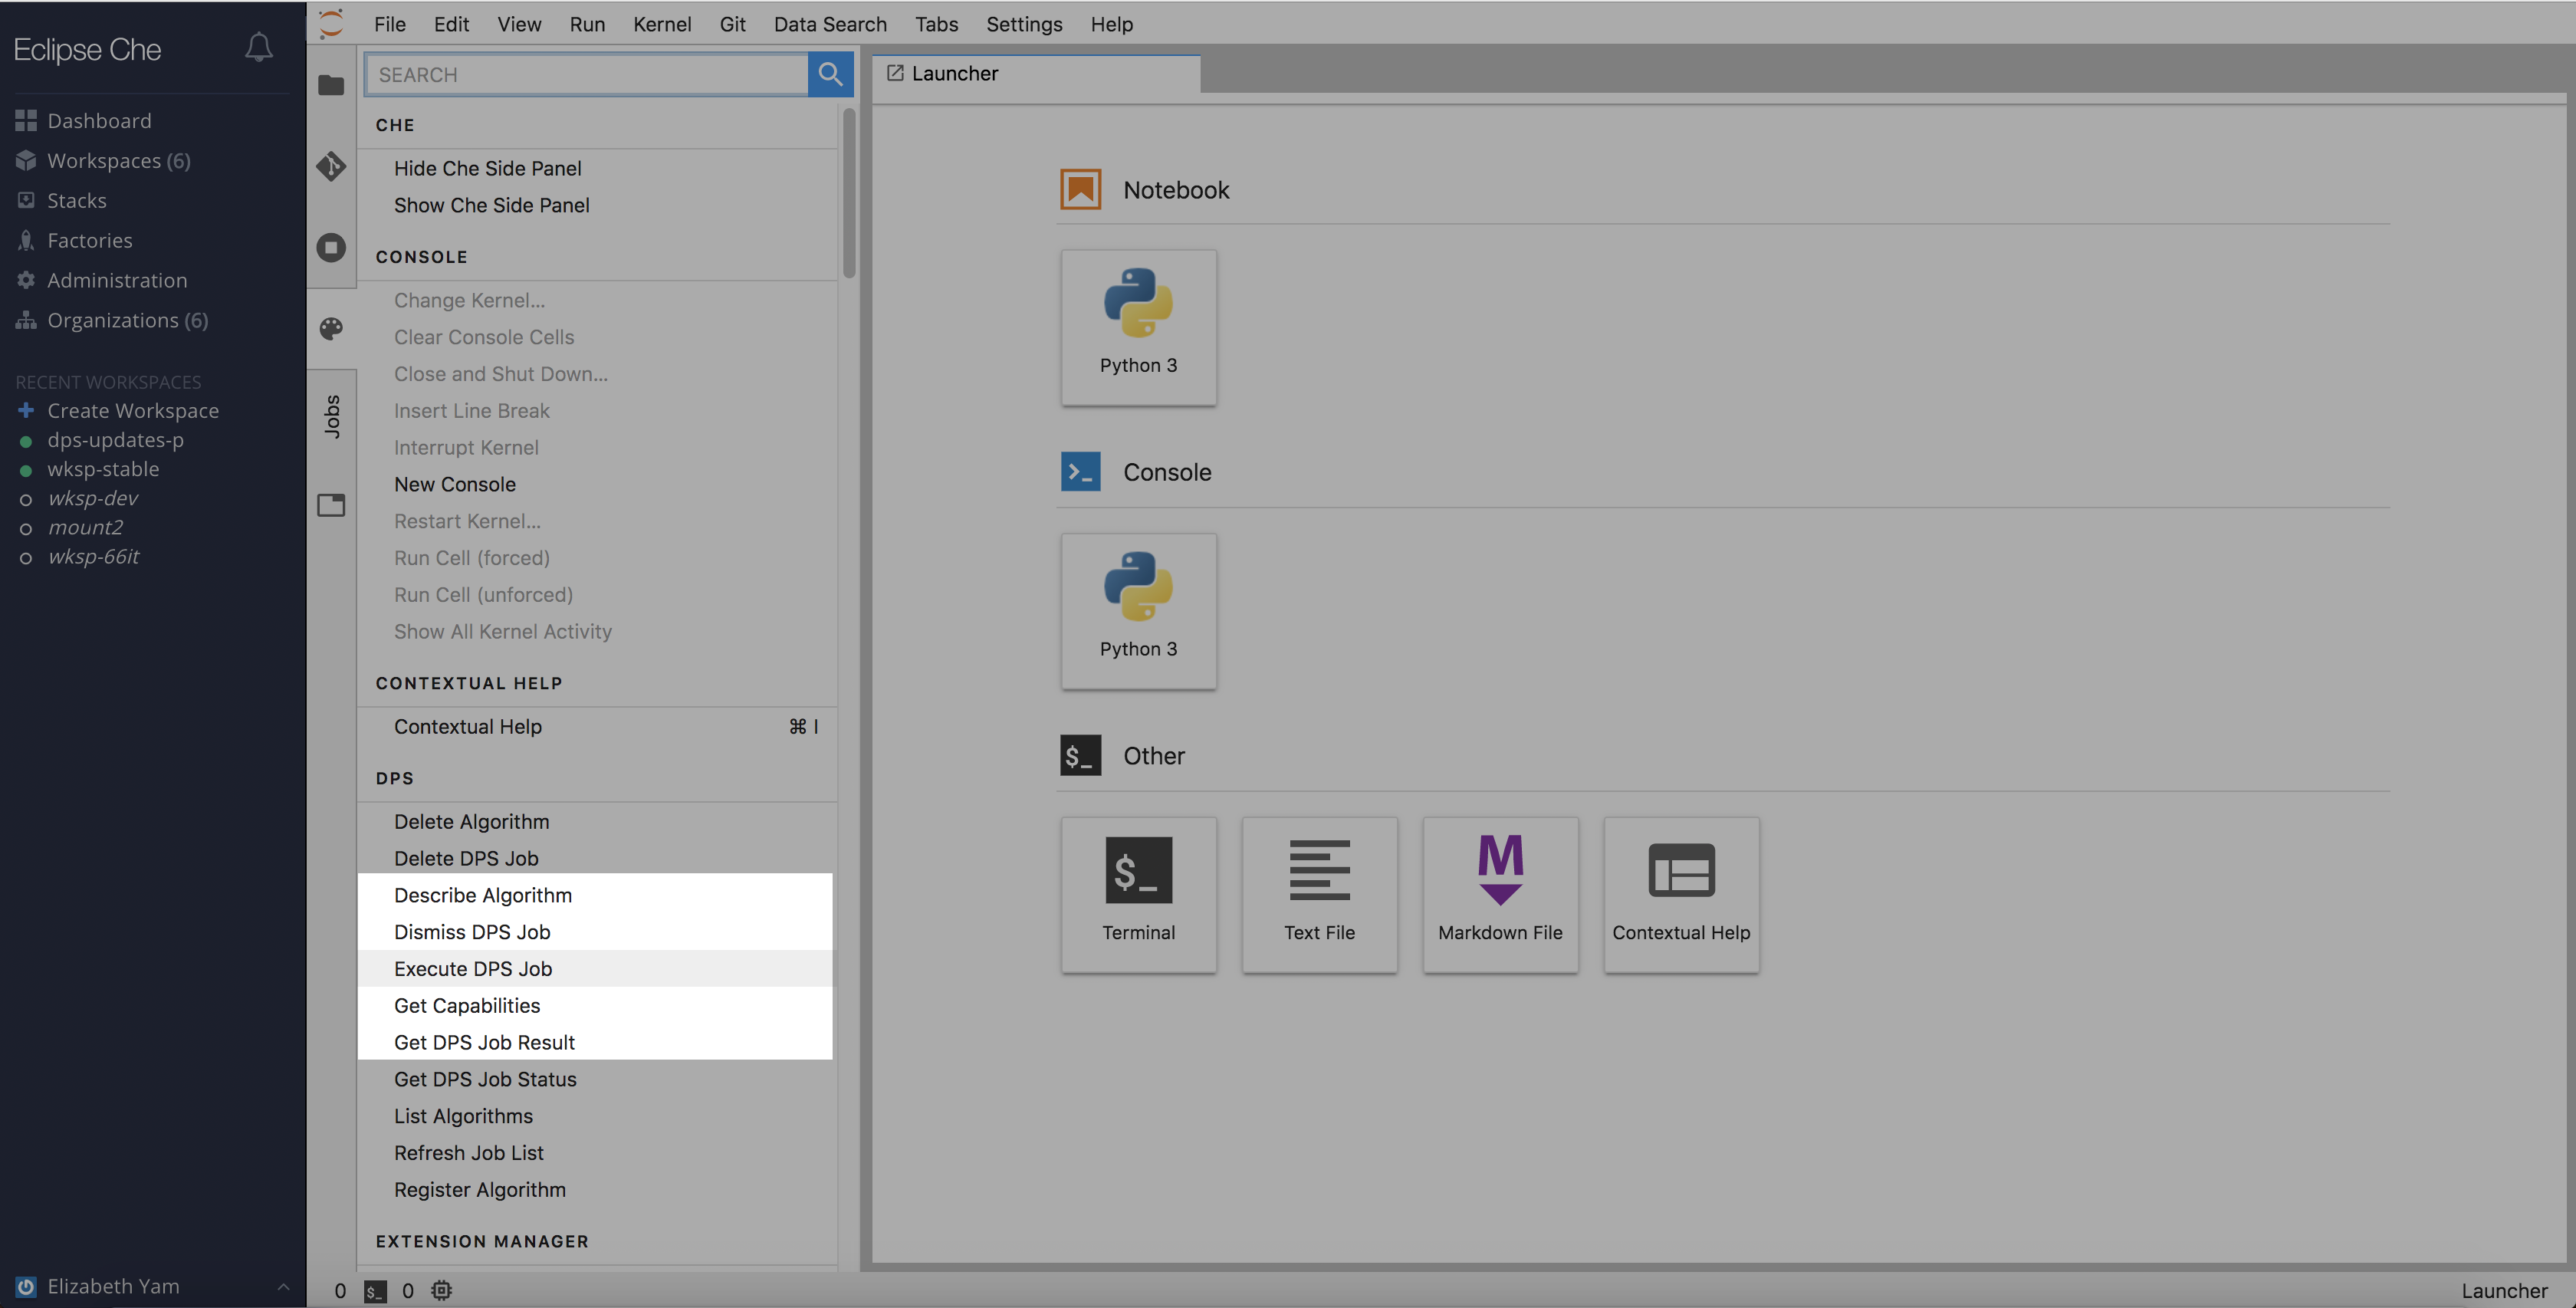 Eclipse Che
Dashboard
Workspaces (6)
Stacks
Factories
Administration
Organizations (6)
RECENT WORKSPACES
Create Workspace
dps-updates-p
wksp-stable
wksp-dev
mount2
wksp-66it
Elizabeth Yam
File Edit View Run Kernel Git Data Search Tabs Settings Help
Jobs
SEARCH
CHE
Hide Che Side Panel
Show Che Side Panel
CONSOLE
Change Kernel...
Clear Console Cells
Close and Shut Down...
Insert Line Break
Interrupt Kernel
New Console
Restart Kernel...
Run Cell (forced)
Run Cell (unforced)
Show All Kernel Activity
CONTEXTUAL HELP
Contextual Help ⌘ I
DPS
Delete Algorithm
Delete DPS Job
Describe Algorithm
Dismiss DPS Job
Execute DPS Job
Get Capabilities
Get DPS Job Result
Get DPS Job Status
List Algorithms
Refresh Job List
Register Algorithm
EXTENSION MANAGER
Launcher
Notebook
Python 3
>_ Console
Python 3
$_ Other
$_ M
Terminal Text File Markdown File Contextual Help
0 $_ 0 Launcher